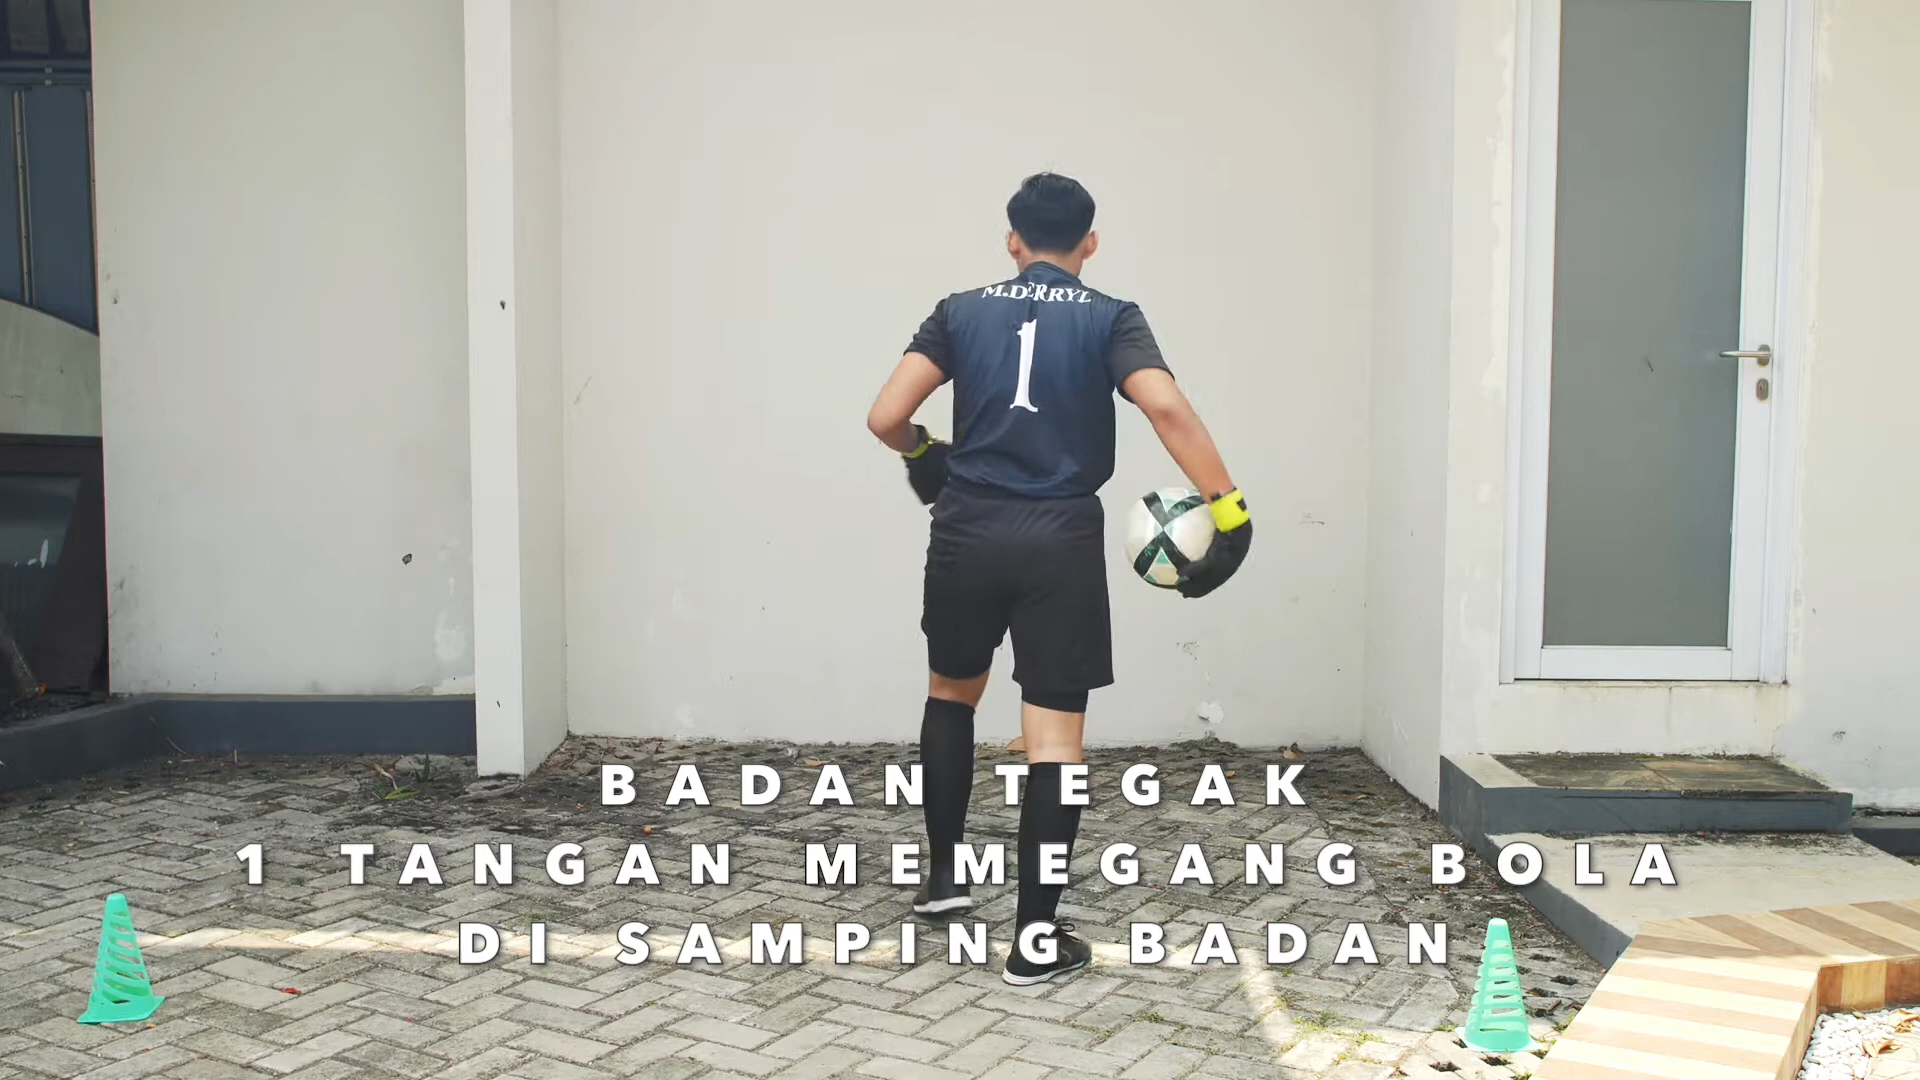 M.DERRYL
1
BADAN TEGAK
1 TANGAN MEMEGANG BOLA
DI SAMPING BADAN